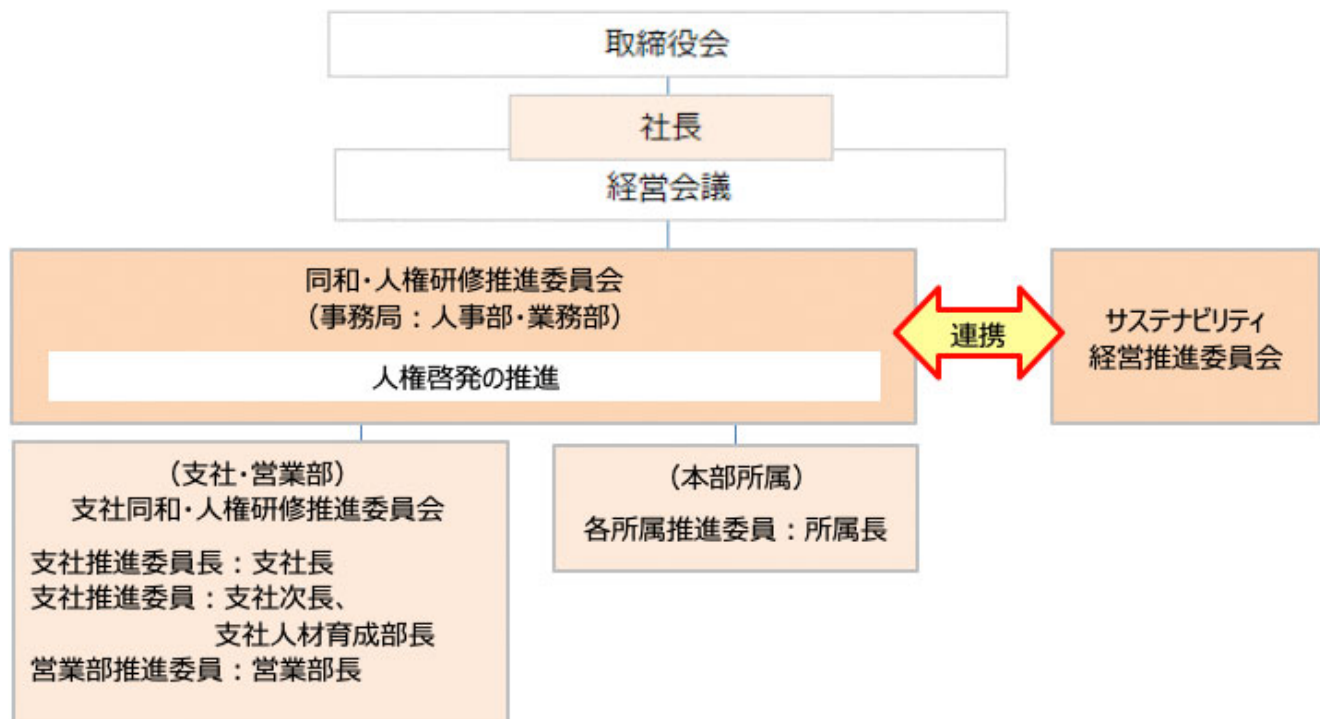 取締役会
社長
経営会議
同和・人権研修推進委員会
（事務局：人事部・業務部）
人権啓発の推進
連携
サステナビリティ
経営推進委員会
（支社・営業部）
支社同和・人権研修推進委員会
支社推進委員長：支社長
支社推進委員：支社次長、
支社人材育成部長
営業部推進委員：営業部長
（本部所属）
各所属推進委員：所属長